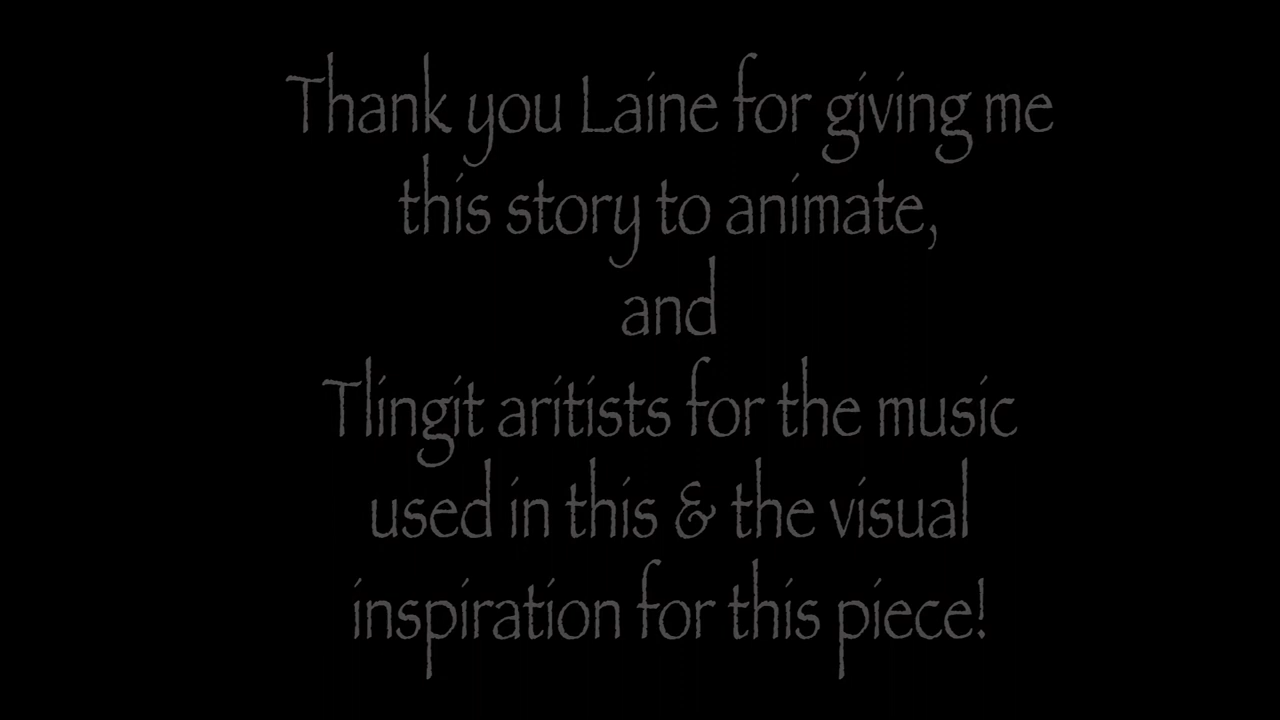 Thank you Laine for giving me
this story to animate,
and
Tlingit aritists for the music
used in this & the visual
inspiration for this piece!